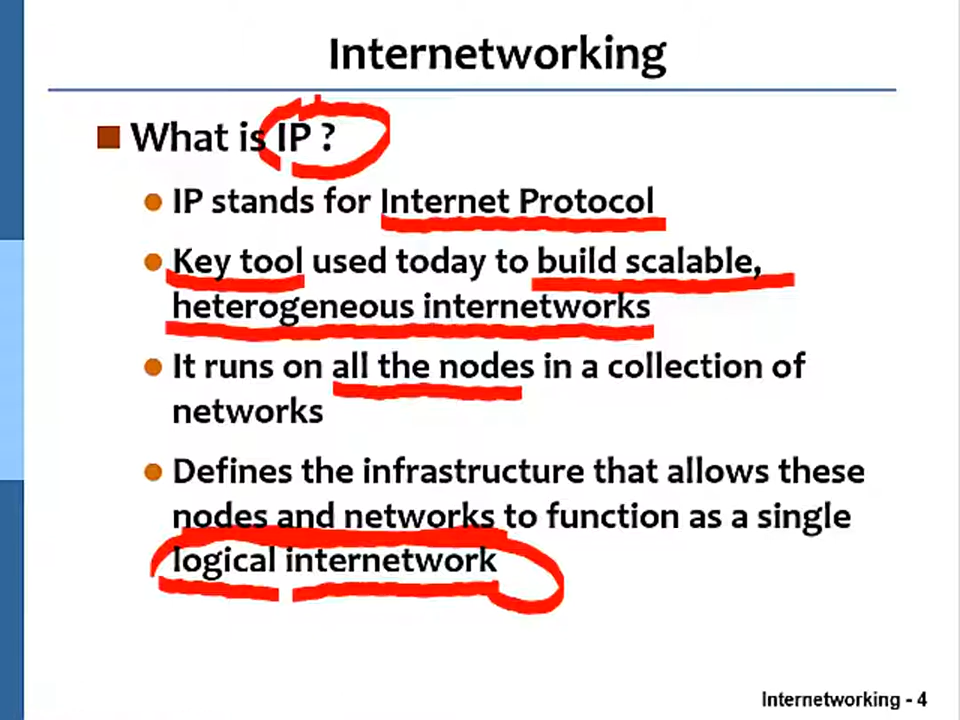 Internetworking
What is IP ?
IP stands for Internet Protocol
Key tool used today to build scalable,
heterogeneous internetworks
It runs on all the nodes in a collection of
networks
Defines the infrastructure that allows these
nodes and networks to function as a single
logical internetwork
Internetworking - 4